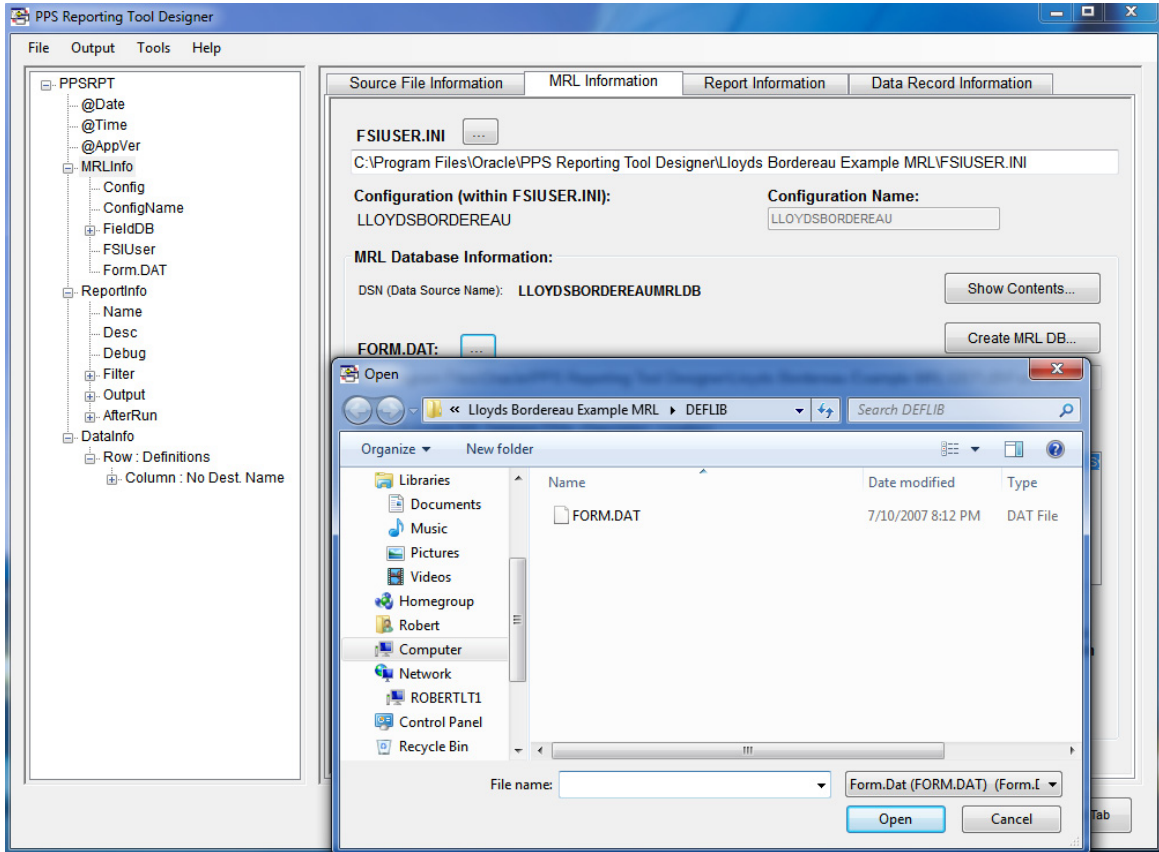 PPS Reporting Tool Designer
File Output Tools Help
PPSRPT
@Date
@Time
@AppVer
MRLInfo
Config
ConfigName
FieldDB
FSIUser
Form.DAT
ReportInfo
Name
Desc
Debug
Filter
Output
AfterRun
DataInfo
Row : Definitions
Column : No Dest. Name
Source File Information MRL Information Report Information Data Record Information
FSIUSER.INI ...
C:\Program Files\Oracle\PPS Reporting Tool Designer\Lloyds Bordereau Example MRL\FSIUSER.INI
Configuration (within FSIUSER.INI): Configuration Name:
LLOYDSBORDEREAU LLOYDSBORDEREAU
MRL Database Information:
DSN (Data Source Name): LLOYDSBORDEREAUMRLDB Show Contents...
Create MRL DB...
FORM.DAT: ...
Open
« Lloyds Bordereau Example MRL DEFLIB Search DEFLIB
Organize New folder
Libraries
Documents
Music
Pictures
Videos
Homegroup
Robert
Computer
Network
ROBERTLT1
Control Panel
Recycle Bin
Name Date modified Type
FORM.DAT 7/10/2007 8:12 PM DAT File
File name: Form.Dat (FORM.DAT) (Form.D
Open Cancel
Tab